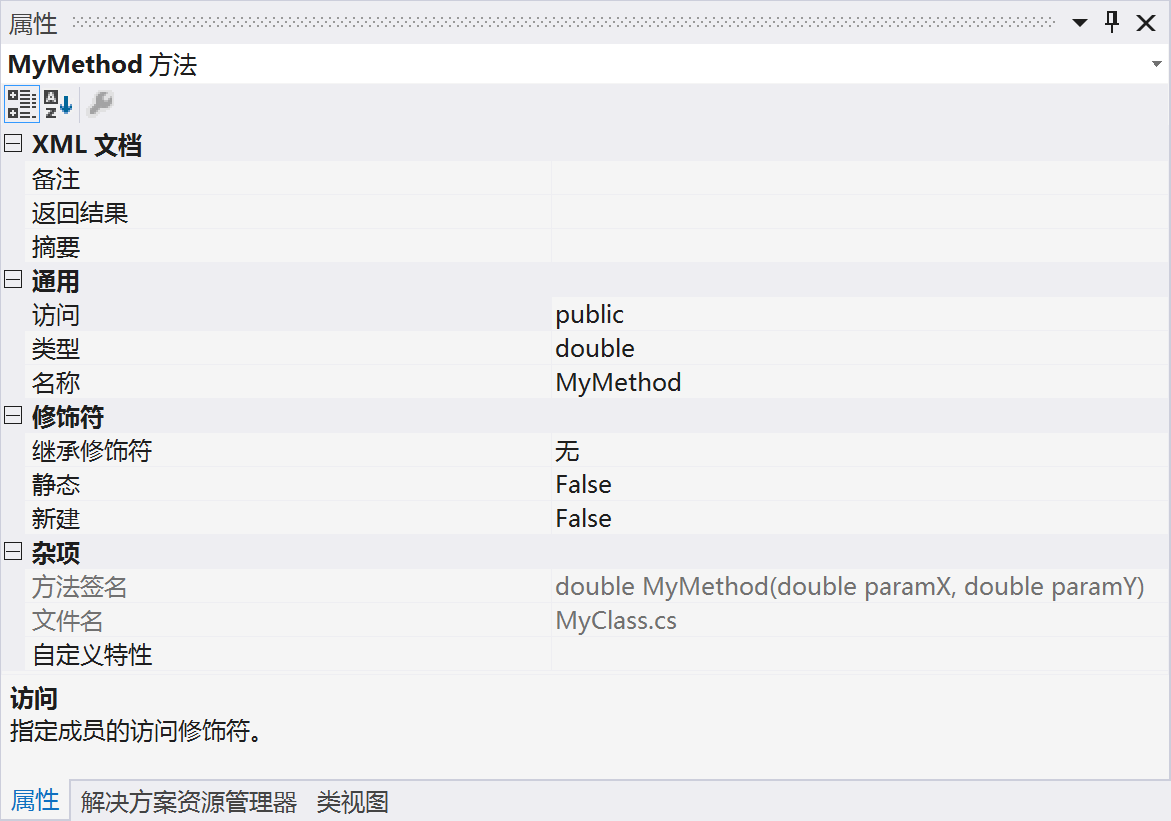 属性
MyMethod 方法
XML 文档
备注
返回结果
摘要
通用
访问 public
类型 double
名称 MyMethod
修饰符
继承修饰符 无
静态 False
新建 False
杂项
方法签名 double MyMethod(double paramX, double paramY)
文件名 MyClass.cs
自定义特性
访问
指定成员的访问修饰符。
属性 解决方案资源管理器 类视图